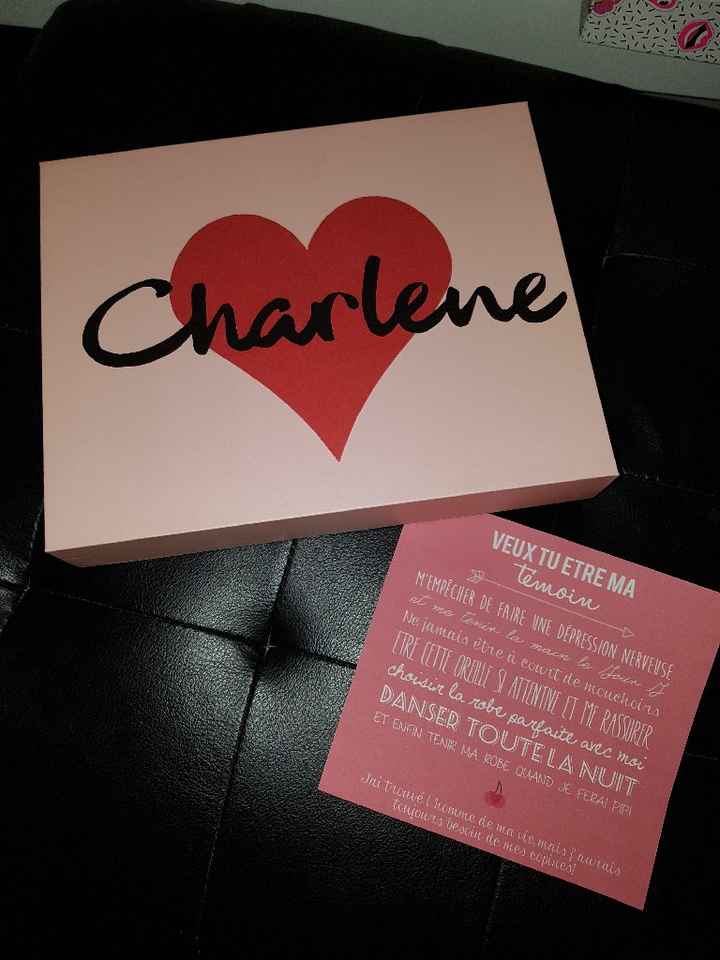 Charlene
VEUX TU ETRE MA
témoin
M'EMPÊCHER DE FAIRE UNE DÉPRESSION NERVEUSE
et me tenir la main le Jour J
Ne jamais être à court de mouchoirs
ETRE CETTE OREILLE SI ATTENTIVE ET ME RASSURER
choisir la robe parfaite avec moi
DANSER TOUTE LA NUIT
ET ENFIN TENIR MA ROBE QUAND JE FERAI PIPI
J'ai trouvé l'homme de ma vie mais j'aurais
toujours besoin de mes copines!